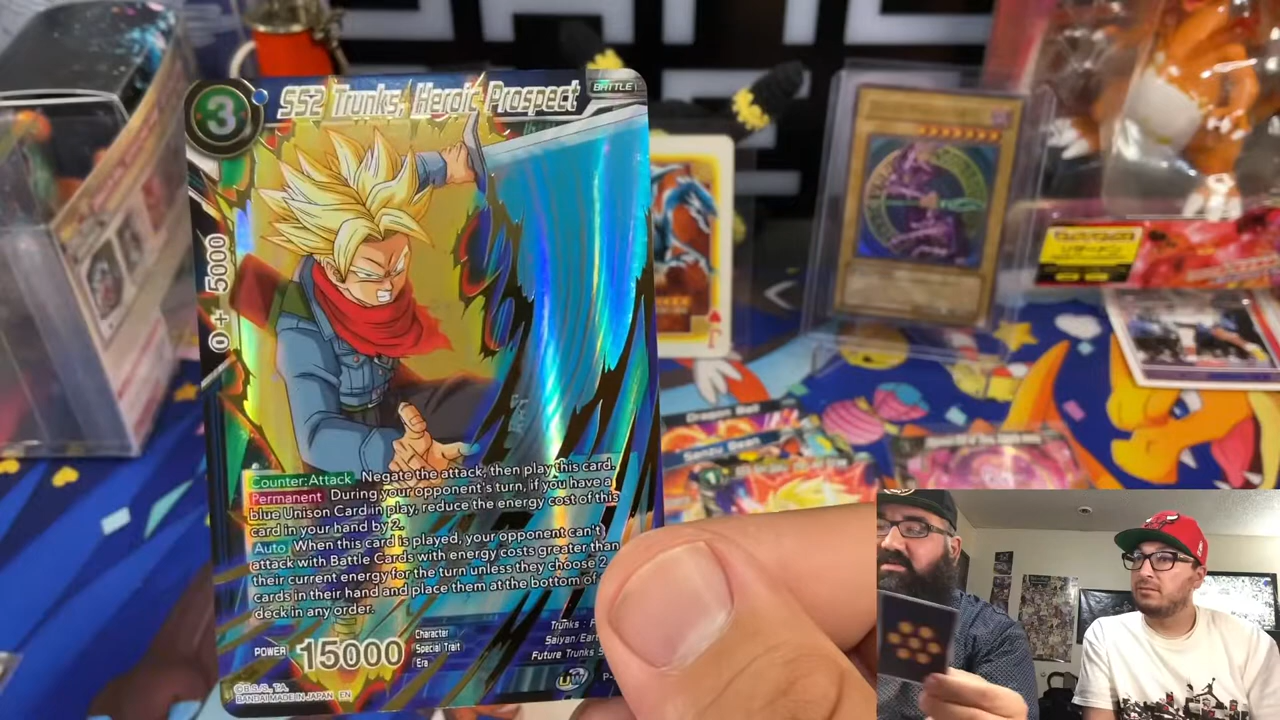 3
SS2 Trunks, Heroic Prospect
BATTLE
0 + 5000
Counter:Attack Negate the attack, then play this card.
Permanent During your opponent's turn, if you have a
blue Unison Card in play, reduce the energy cost of this
card in your hand by 2.
Auto When this card is played, your opponent can't
attack with Battle Cards with energy costs greater than
their current energy for the turn unless they choose 2
cards in their hand and place them at the bottom of
deck in any order.
POWER 15000
Character
Special Trait
Era
Trunks : F
Saiyan/Ear
Future Trunks S
UW
P-
©B.S./S., T.A.
BANDAI MADE IN JAPAN EN
Dragon Ball
Senzu Bean
J